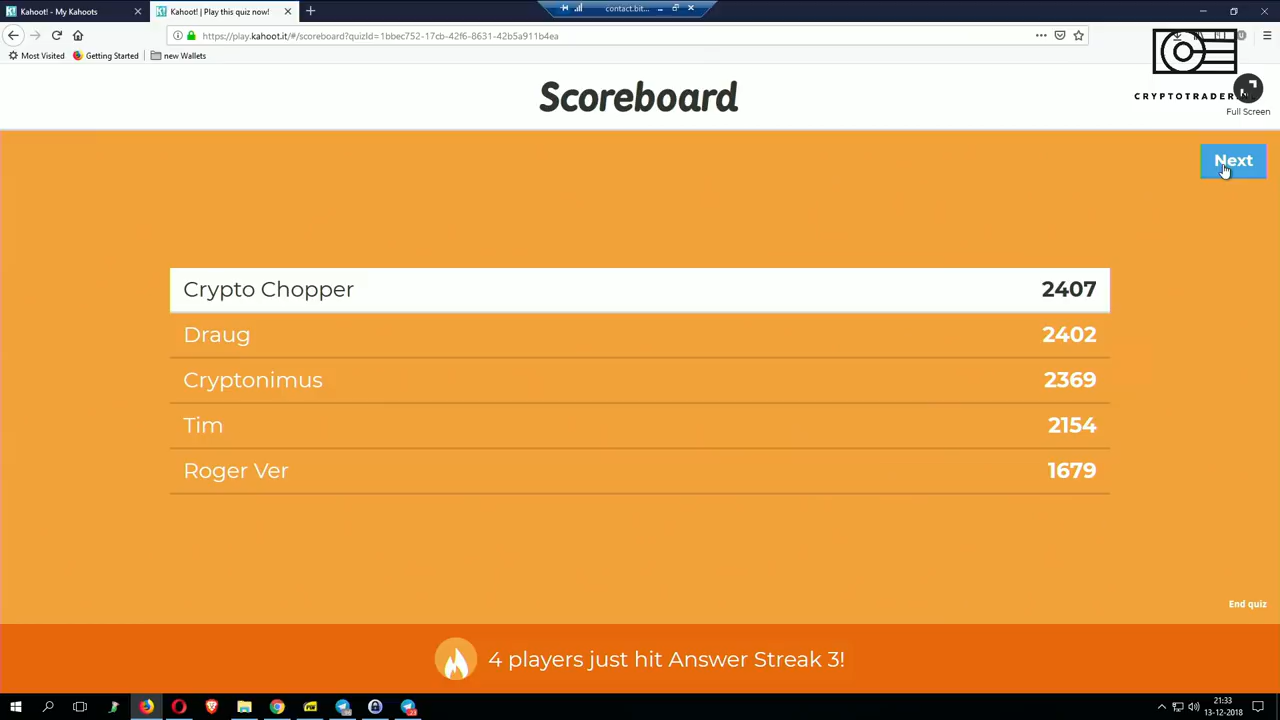 Kahoot! - My Kahoots
Kahoot! | Play this quiz now!
contact.bit...
https://play.kahoot.it/#/scoreboard?quizId=1bbec752-17cb-42f6-8631-42b5a911b4ea
Most Visited
Getting Started
new Wallets
Scoreboard
CRYPTOTRADER
Full Screen
Next
Crypto Chopper 2407
Draug 2402
Cryptonimus 2369
Tim 2154
Roger Ver 1679
End quiz
4 players just hit Answer Streak 3!
21:33
13-12-2018